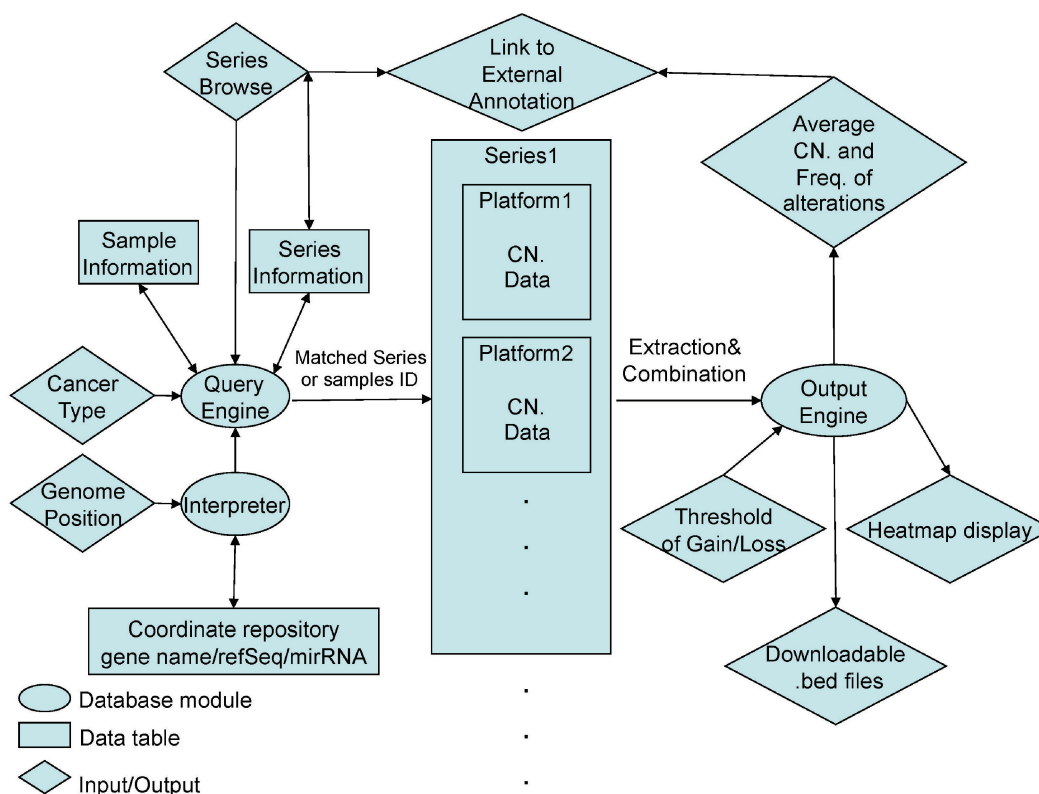 Series
Browse
Link to
External
Annotation
Average
CN. and
Freq. of
alterations
Series1
Platform1
CN.
Data
Sample
Information
Series
Information
Platform2
CN.
Data
Matched Series
or samples ID
Extraction&
Combination
Cancer
Type
Query
Engine
Output
Engine
Genome
Position
Interpreter
Threshold
of Gain/Loss
Heatmap display
Coordinate repository
gene name/refSeq/mirRNA
Downloadable
.bed files
Database module
Data table
Input/Output